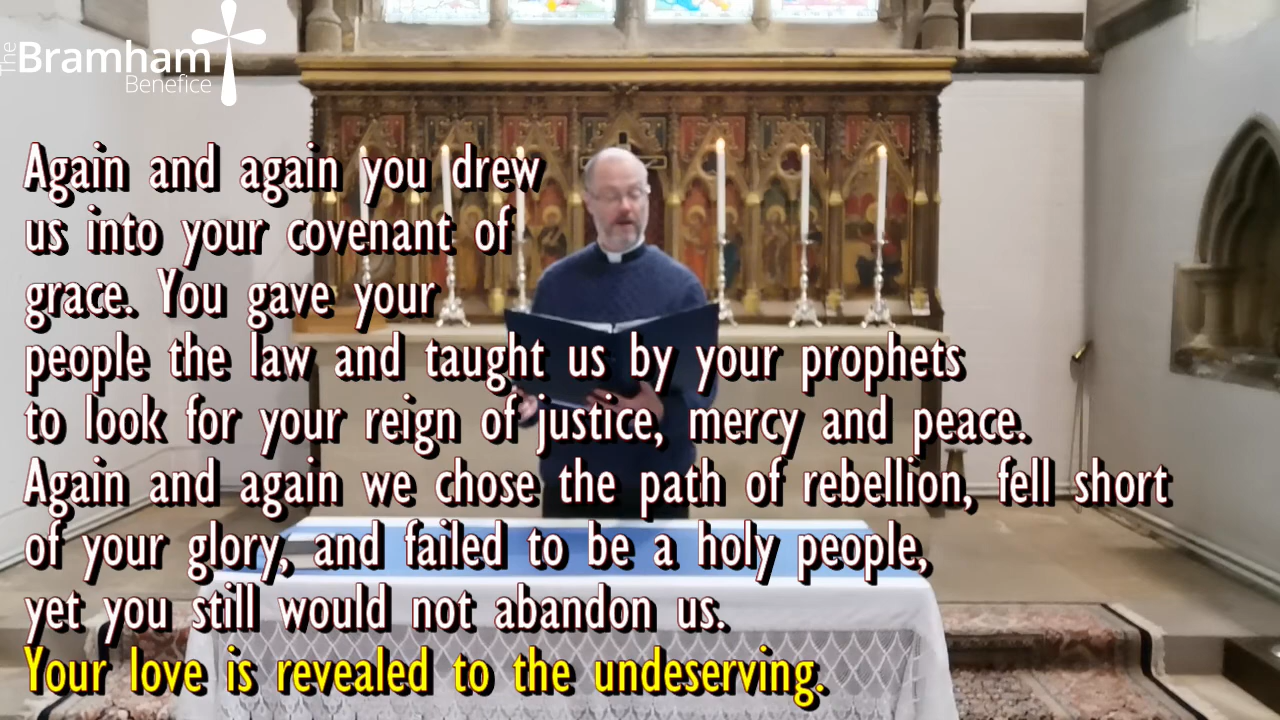 The Bramham
Benefice
Again and again you drew
us into your covenant of
grace. You gave your
people the law and taught us by your prophets
to look for your reign of justice, mercy and peace.
Again and again we chose the path of rebellion, fell short
of your glory, and failed to be a holy people,
yet you still would not abandon us.
Your love is revealed to the undeserving.